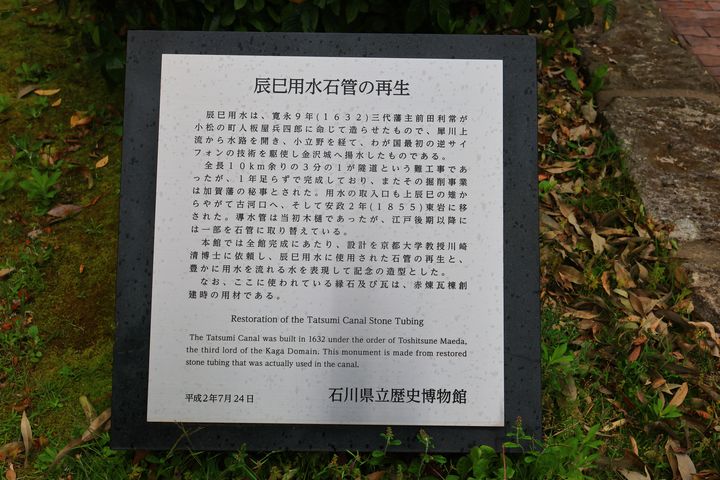 辰巳用水石管の再生
辰巳用水は、寛永9年(1632)三代藩主前田利常が
小松の町人板屋兵四郎に命じて造らせたもので、犀川上
流から水路を開き、小立野を経て、わが国最初の逆サイ
フォンの技術を駆使し金沢城へ揚水したものである。
全長10km余りの3分の1が隧道という難工事であ
ったが、1年足らずで完成しており、またその掘削事業
は加賀藩の秘事とされた。用水の取入口も上辰巳の雉か
らやがて古河口へ、そして安政2年(1855)東岩に移
された。導水管は当初木樋であったが、江戸後期以降に
は一部を石管に取り替えている。
本館では全館完成にあたり、設計を京都大学教授川崎
清博士に依頼し、辰巳用水に使用された石管の再生と、
豊かに用水を流れる水を表現して記念の造型とした。
なお、ここに使われている縁石及び瓦は、赤煉瓦棟創
建時の用材である。
Restoration of the Tatsumi Canal Stone Tubing
The Tatsumi Canal was built in 1632 under the order of Toshitsune Maeda,
the third lord of the Kaga Domain. This monument is made from restored
stone tubing that was actually used in the canal.
平成2年7月24日
石川県立歴史博物館